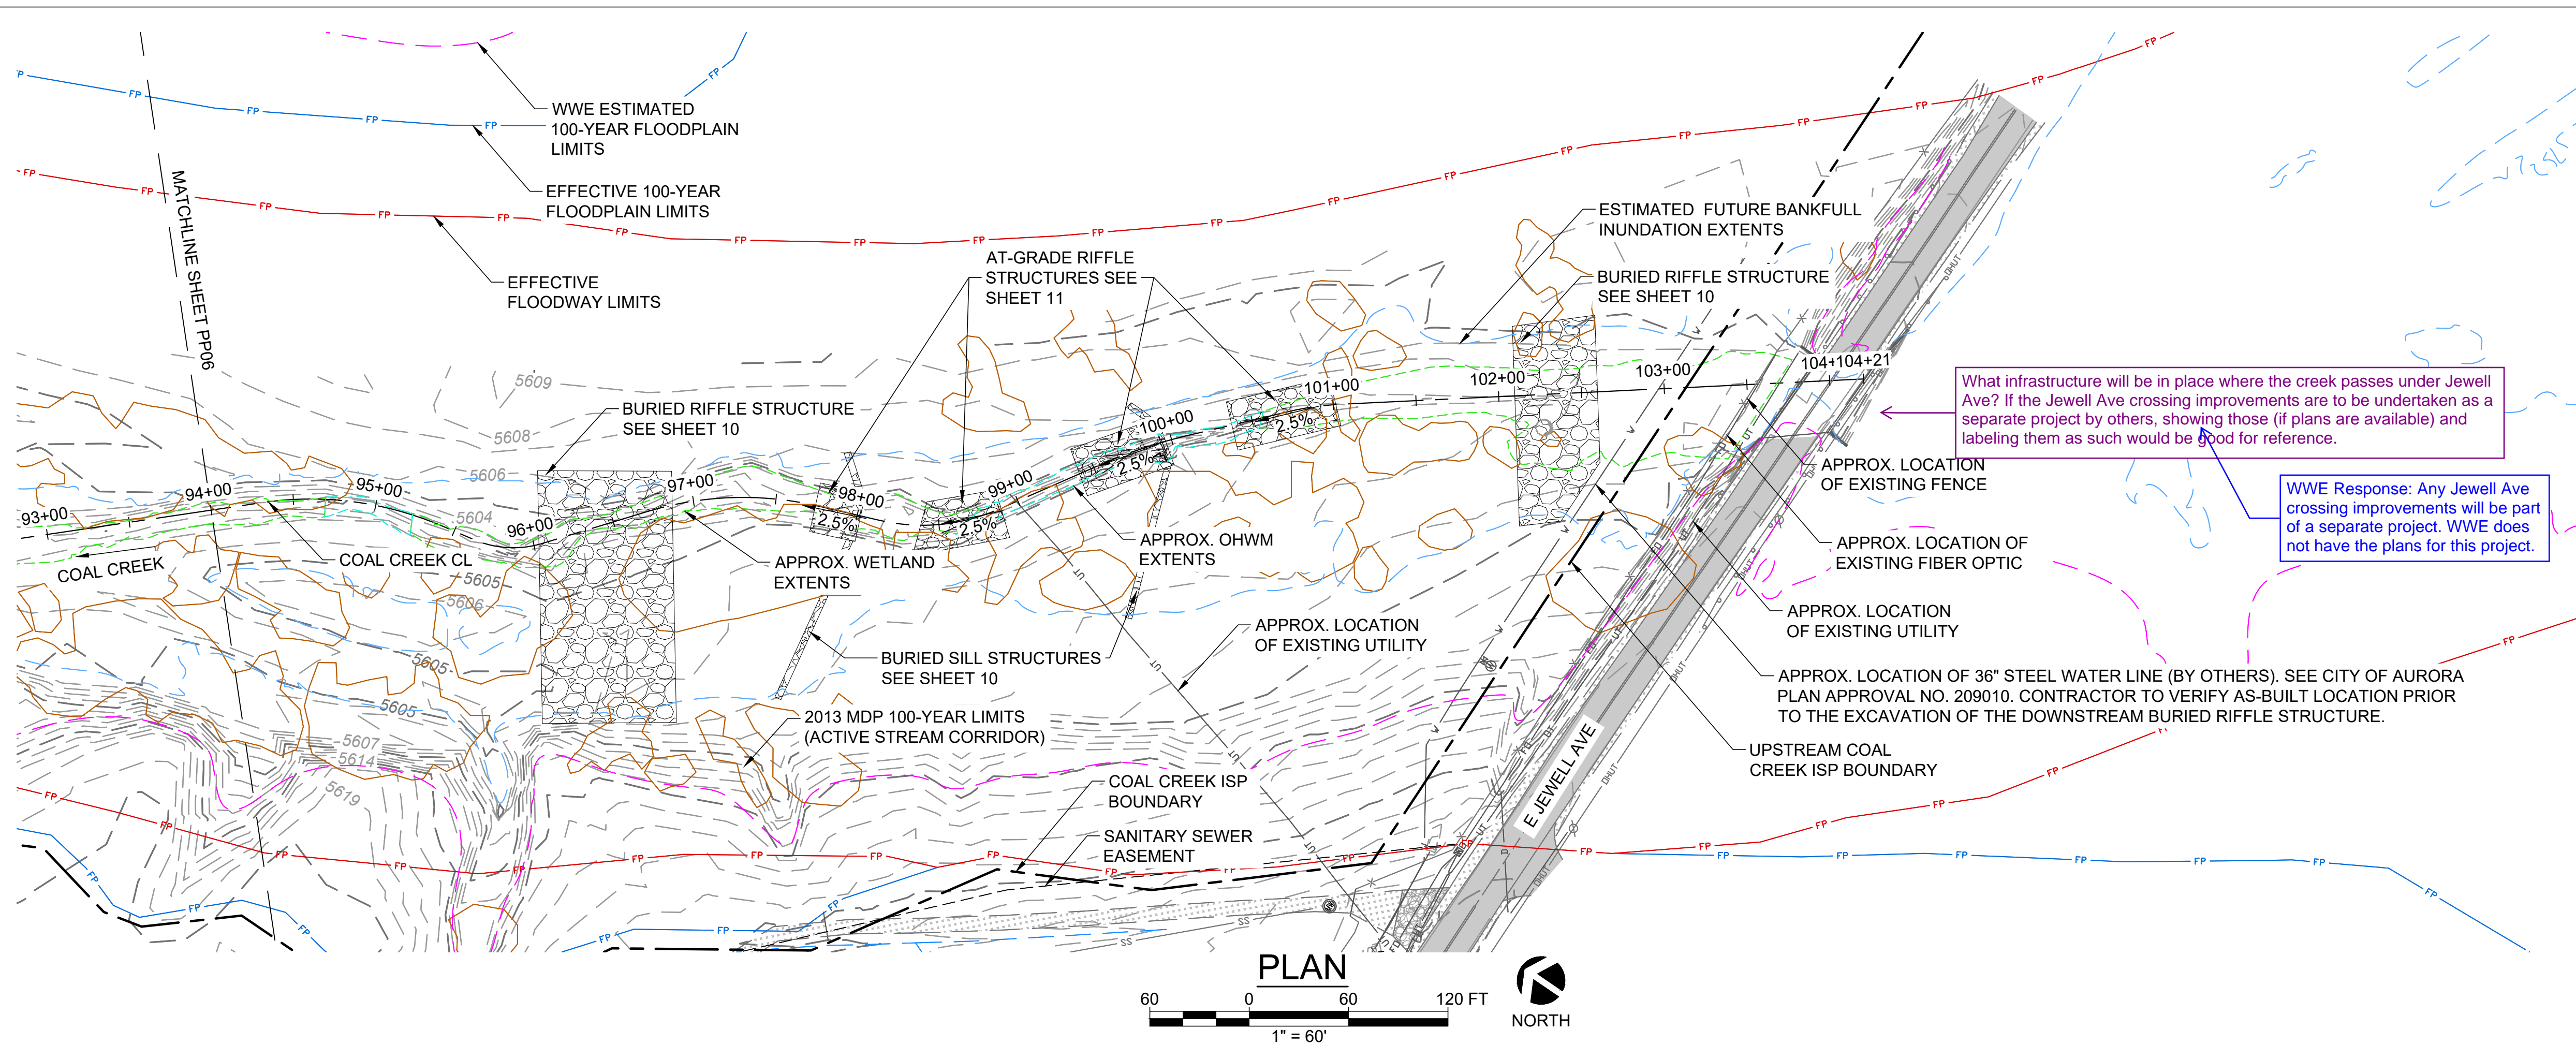 WWE ESTIMATED
100-YEAR FLOODPLAIN
LIMITS
EFFECTIVE 100-YEAR
FLOODPLAIN LIMITS
EFFECTIVE
FLOODWAY LIMITS
MATCHLINE SHEET PP06
AT-GRADE RIFFLE
STRUCTURES SEE
SHEET 11
ESTIMATED FUTURE BANKFULL
INUNDATION EXTENTS
BURIED RIFFLE STRUCTURE
SEE SHEET 10
BURIED RIFFLE STRUCTURE
SEE SHEET 10
5609
5608
5606
5604
5605
5606
5605
5605
5607
5614
5619
93+00
94+00
95+00
96+00
97+00
98+00
99+00
100+00
101+00
102+00
103+00
104+
104+21
2.5%
2.5%
2.5%
2.5%
COAL CREEK
COAL CREEK CL
APPROX. WETLAND
EXTENTS
APPROX. OHWM
EXTENTS
BURIED SILL STRUCTURES
SEE SHEET 10
2013 MDP 100-YEAR LIMITS
(ACTIVE STREAM CORRIDOR)
APPROX. LOCATION
OF EXISTING UTILITY
COAL CREEK ISP
BOUNDARY
SANITARY SEWER
EASEMENT
What infrastructure will be in place where the creek passes under Jewell
Ave? If the Jewell Ave crossing improvements are to be undertaken as a
separate project by others, showing those (if plans are available) and
labeling them as such would be good for reference.
WWE Response: Any Jewell Ave
crossing improvements will be part
of a separate project. WWE does
not have the plans for this project.
APPROX. LOCATION
OF EXISTING FENCE
APPROX. LOCATION OF
EXISTING FIBER OPTIC
APPROX. LOCATION
OF EXISTING UTILITY
APPROX. LOCATION OF 36" STEEL WATER LINE (BY OTHERS). SEE CITY OF AURORA
PLAN APPROVAL NO. 209010. CONTRACTOR TO VERIFY AS-BUILT LOCATION PRIOR
TO THE EXCAVATION OF THE DOWNSTREAM BURIED RIFFLE STRUCTURE.
UPSTREAM COAL
CREEK ISP BOUNDARY
E JEWELL AVE
PLAN
60 0 60 120 FT
1" = 60'
NORTH